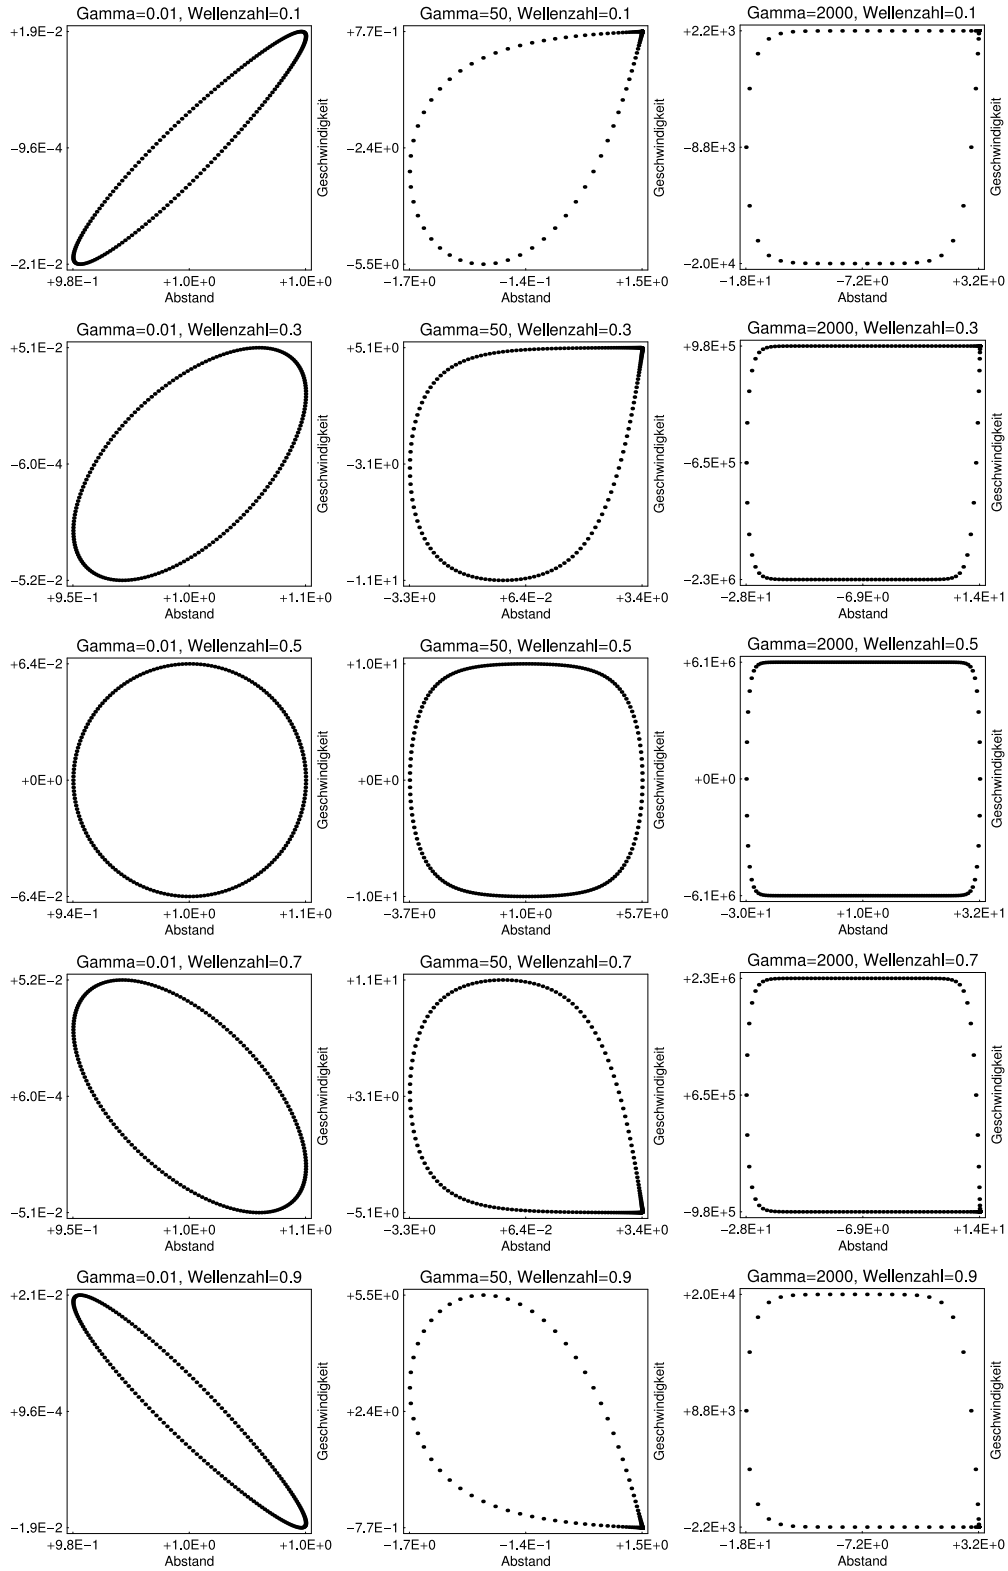 Gamma=0.01, Wellenzahl=0.1
+1.9E−2
−9.6E−4
−2.1E−2
+9.8E−1 +1.0E+0 +1.0E+0
Abstand
Geschwindigkeit
Gamma=50, Wellenzahl=0.1
+7.7E−1
−2.4E+0
−5.5E+0
−1.7E+0 −1.4E−1 +1.5E+0
Abstand
Geschwindigkeit
Gamma=2000, Wellenzahl=0.1
+2.2E+3
−8.8E+3
−2.0E+4
−1.8E+1 −7.2E+0 +3.2E+0
Abstand
Geschwindigkeit
Gamma=0.01, Wellenzahl=0.3
+5.1E−2
−6.0E−4
−5.2E−2
+9.5E−1 +1.0E+0 +1.1E+0
Abstand
Geschwindigkeit
Gamma=50, Wellenzahl=0.3
+5.1E+0
−3.1E+0
−1.1E+1
−3.3E+0 +6.4E−2 +3.4E+0
Abstand
Geschwindigkeit
Gamma=2000, Wellenzahl=0.3
+9.8E+5
−6.5E+5
−2.3E+6
−2.8E+1 −6.9E+0 +1.4E+1
Abstand
Geschwindigkeit
Gamma=0.01, Wellenzahl=0.5
+6.4E−2
+0E+0
−6.4E−2
+9.4E−1 +1.0E+0 +1.1E+0
Abstand
Geschwindigkeit
Gamma=50, Wellenzahl=0.5
+1.0E+1
+0E+0
−1.0E+1
−3.7E+0 +1.0E+0 +5.7E+0
Abstand
Geschwindigkeit
Gamma=2000, Wellenzahl=0.5
+6.1E+6
+0E+0
−6.1E+6
−3.0E+1 +1.0E+0 +3.2E+1
Abstand
Geschwindigkeit
Gamma=0.01, Wellenzahl=0.7
+5.2E−2
+6.0E−4
−5.1E−2
+9.5E−1 +1.0E+0 +1.1E+0
Abstand
Geschwindigkeit
Gamma=50, Wellenzahl=0.7
+1.1E+1
+3.1E+0
−5.1E+0
−3.3E+0 +6.4E−2 +3.4E+0
Abstand
Geschwindigkeit
Gamma=2000, Wellenzahl=0.7
+2.3E+6
+6.5E+5
−9.8E+5
−2.8E+1 −6.9E+0 +1.4E+1
Abstand
Geschwindigkeit
Gamma=0.01, Wellenzahl=0.9
+2.1E−2
+9.6E−4
−1.9E−2
+9.8E−1 +1.0E+0 +1.0E+0
Abstand
Geschwindigkeit
Gamma=50, Wellenzahl=0.9
+5.5E+0
+2.4E+0
−7.7E−1
−1.7E+0 −1.4E−1 +1.5E+0
Abstand
Geschwindigkeit
Gamma=2000, Wellenzahl=0.9
+2.0E+4
+8.8E+3
−2.2E+3
−1.8E+1 −7.2E+0 +3.2E+0
Abstand
Geschwindigkeit